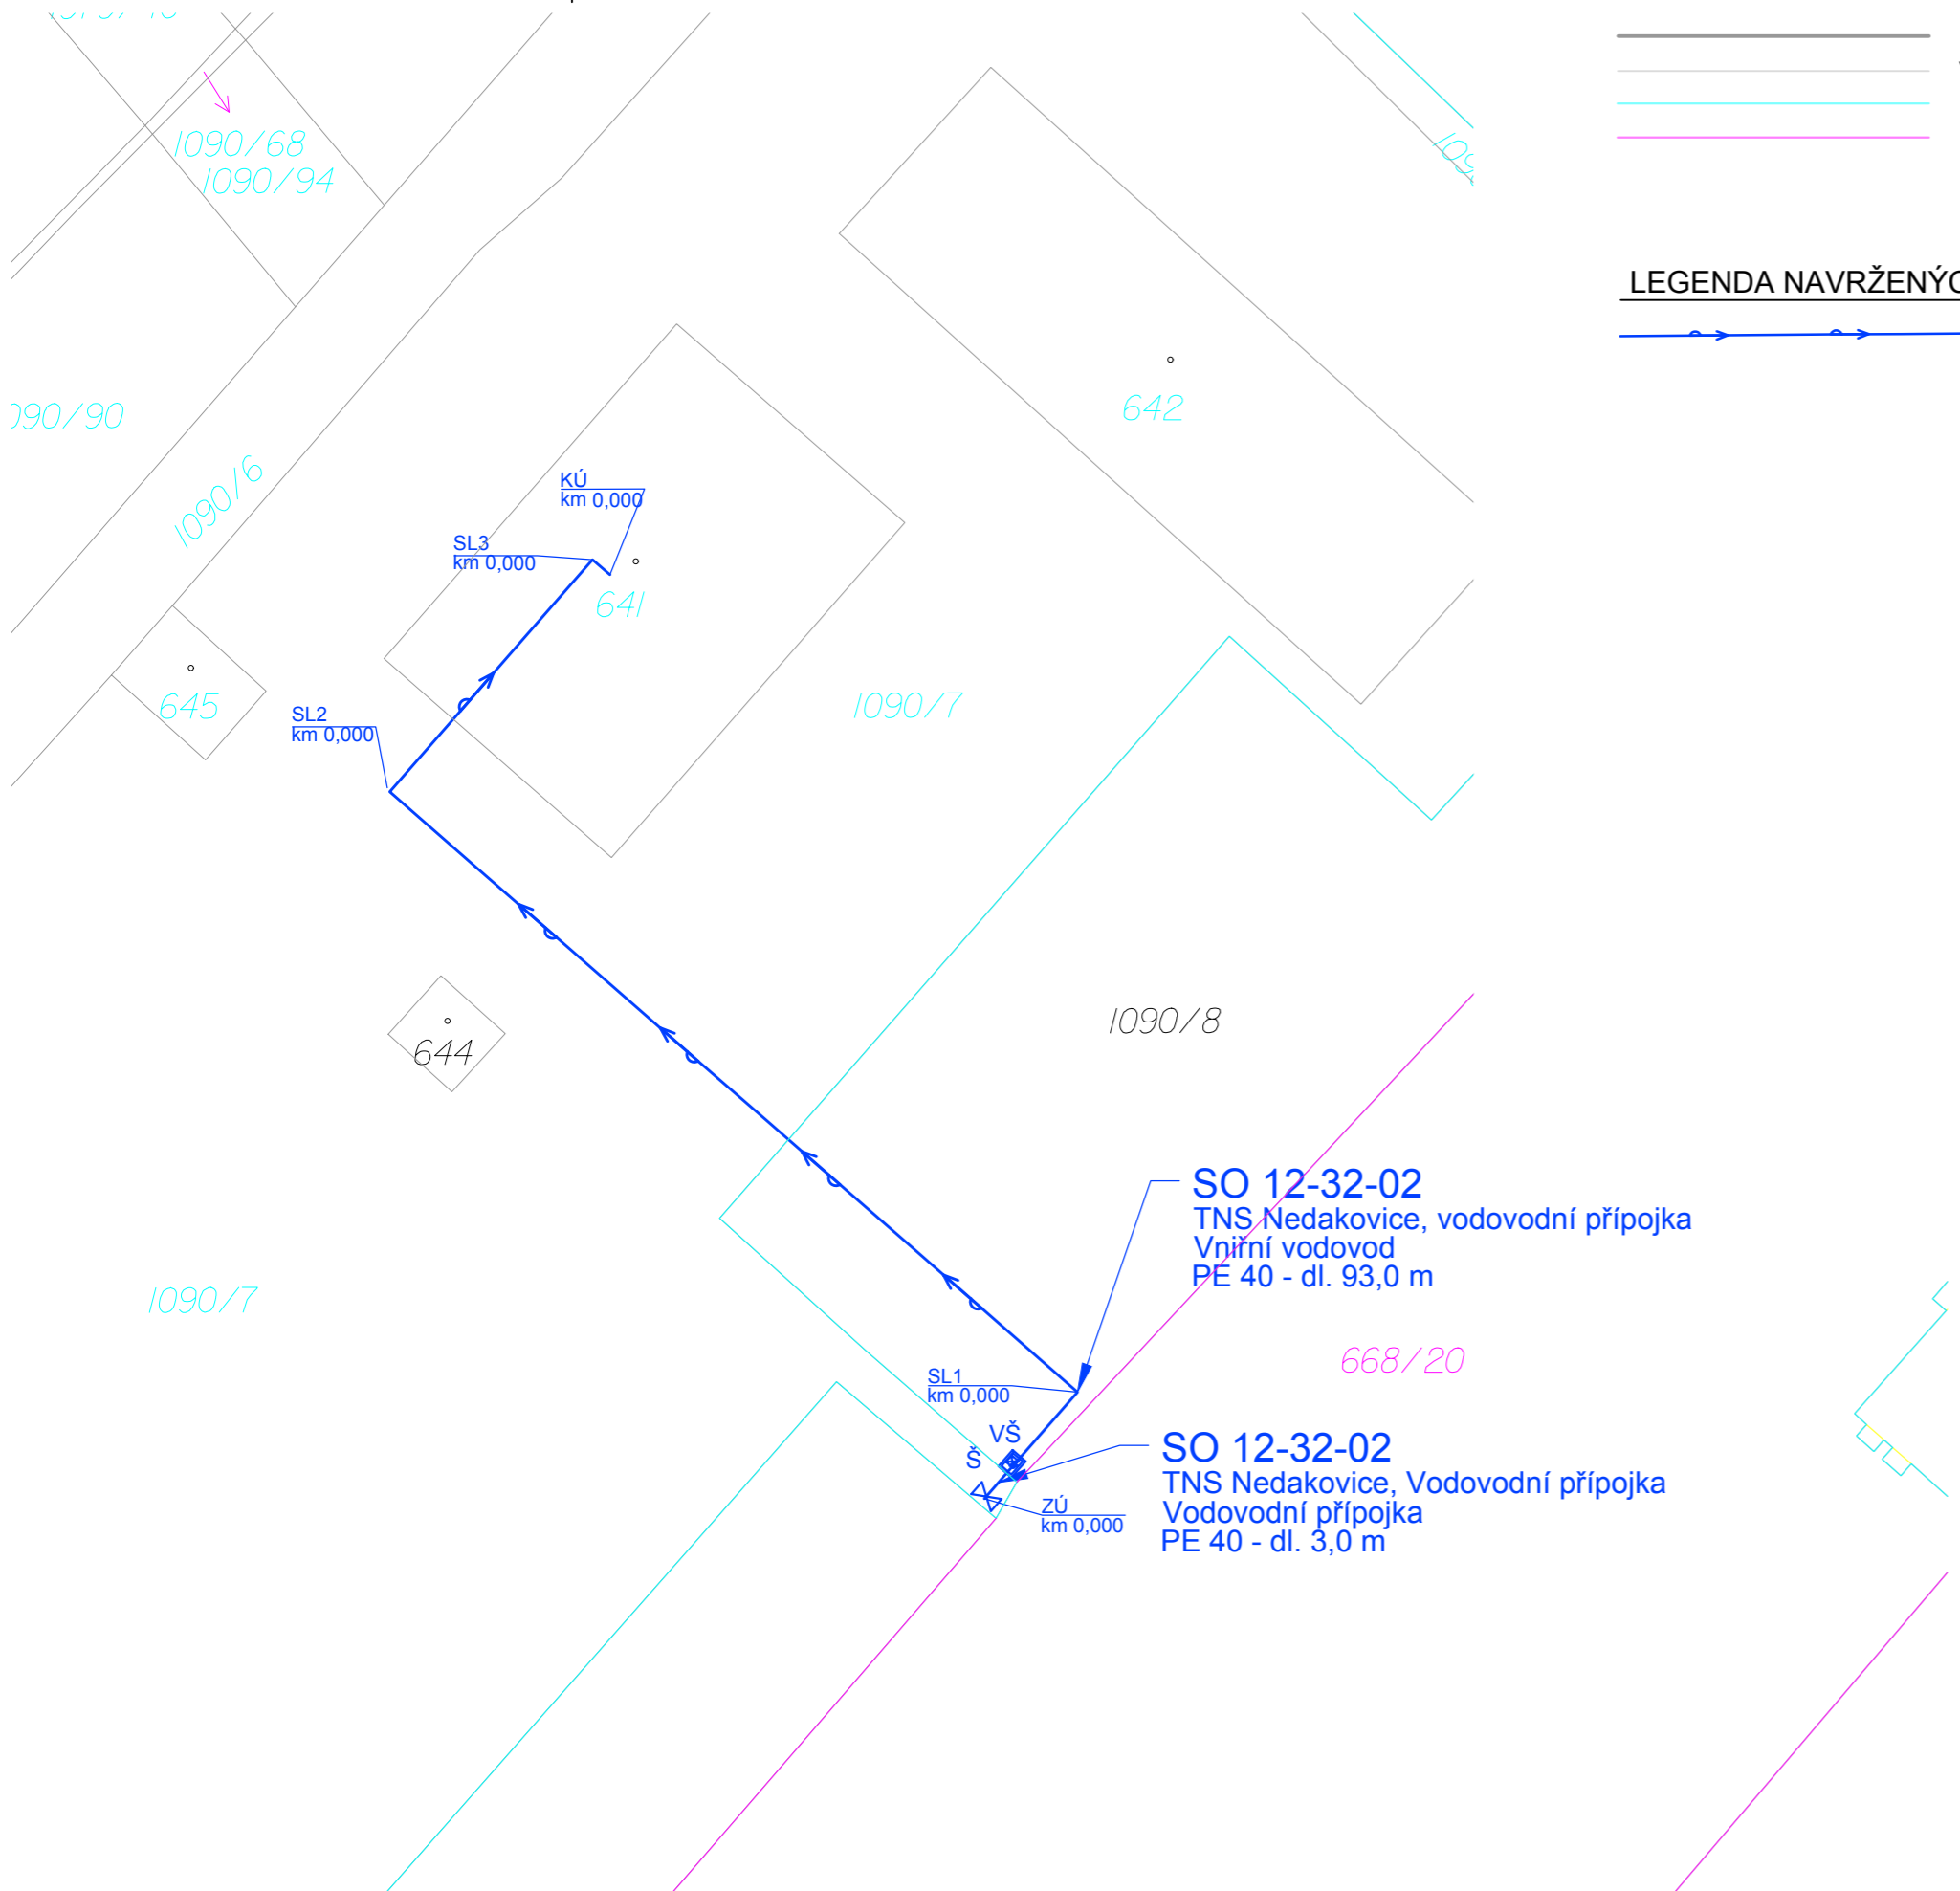 1090/68
1090/94
LEGENDA NAVRŽENÝC
642
090/90
1090/6
KÚ
km 0,000
SL3
km 0,000
641
645
1090/7
SL2
km 0,000
1090/8
644
SO 12-32-02
TNS Nedakovice, vodovodní přípojka
Vniřní vodovod
PE 40 - dl. 93,0 m
1090/7
668/20
SL1
km 0,000
VŠ
Š
SO 12-32-02
TNS Nedakovice, Vodovodní přípojka
Vodovodní přípojka
PE 40 - dl. 3,0 m
ZÚ
km 0,000